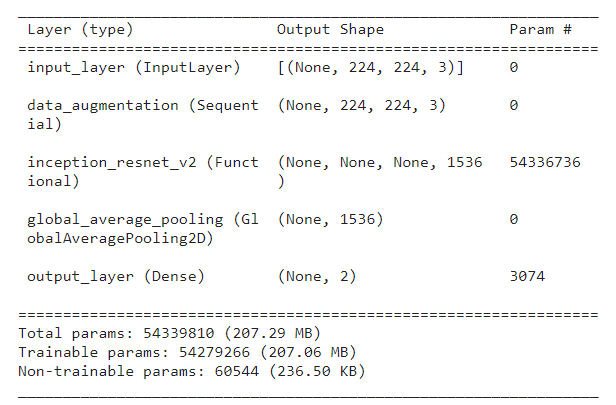 Layer (type) Output Shape Param #
input_layer (InputLayer) [(None, 224, 224, 3)] 0
data_augmentation (Sequent (None, 224, 224, 3) 0
ial)
inception_resnet_v2 (Funct (None, None, None, 1536 54336736
ional) )
global_average_pooling (Gl (None, 1536) 0
obalAveragePooling2D)
output_layer (Dense) (None, 2) 3074
Total params: 54339810 (207.29 MB)
Trainable params: 54279266 (207.06 MB)
Non-trainable params: 60544 (236.50 KB)